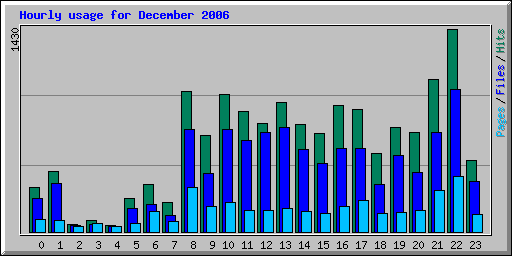 Hourly usage for December 2006
1430
Pages / Files / Hits
0 1 2 3 4 5 6 7 8 9 10 11 12 13 14 15 16 17 18 19 20 21 22 23